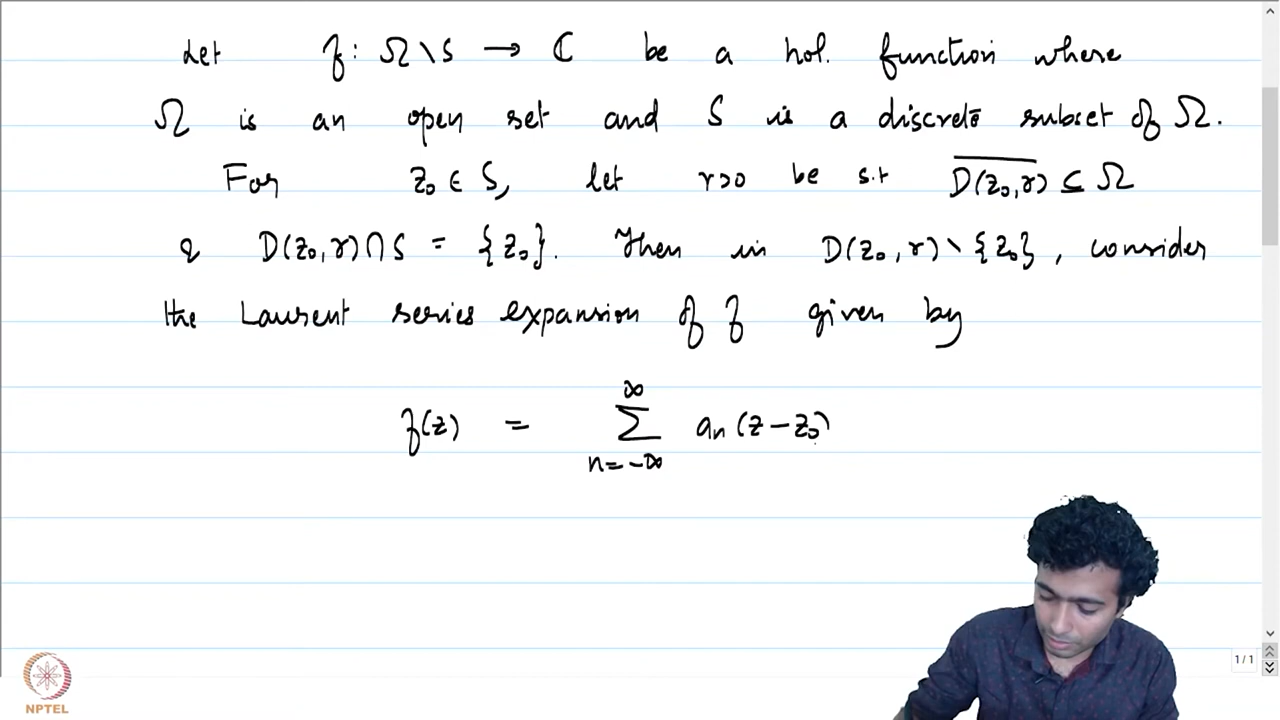 Let f: Ω\S → ℂ be a hol. function where
Ω is an open set and S is a discrete subset of Ω.
For z₀ ∈ S, let r>0 be s.t \overline{D(z₀,r)} ⊆ Ω
& D(z₀,r)∩S = {z₀}. Then in D(z₀,r)\{z₀}, consider
the Laurent series expansion of f given by
f(z) = ∑_{n=-∞}^{∞} aₙ(z-z₀)
1/1
NPTEL